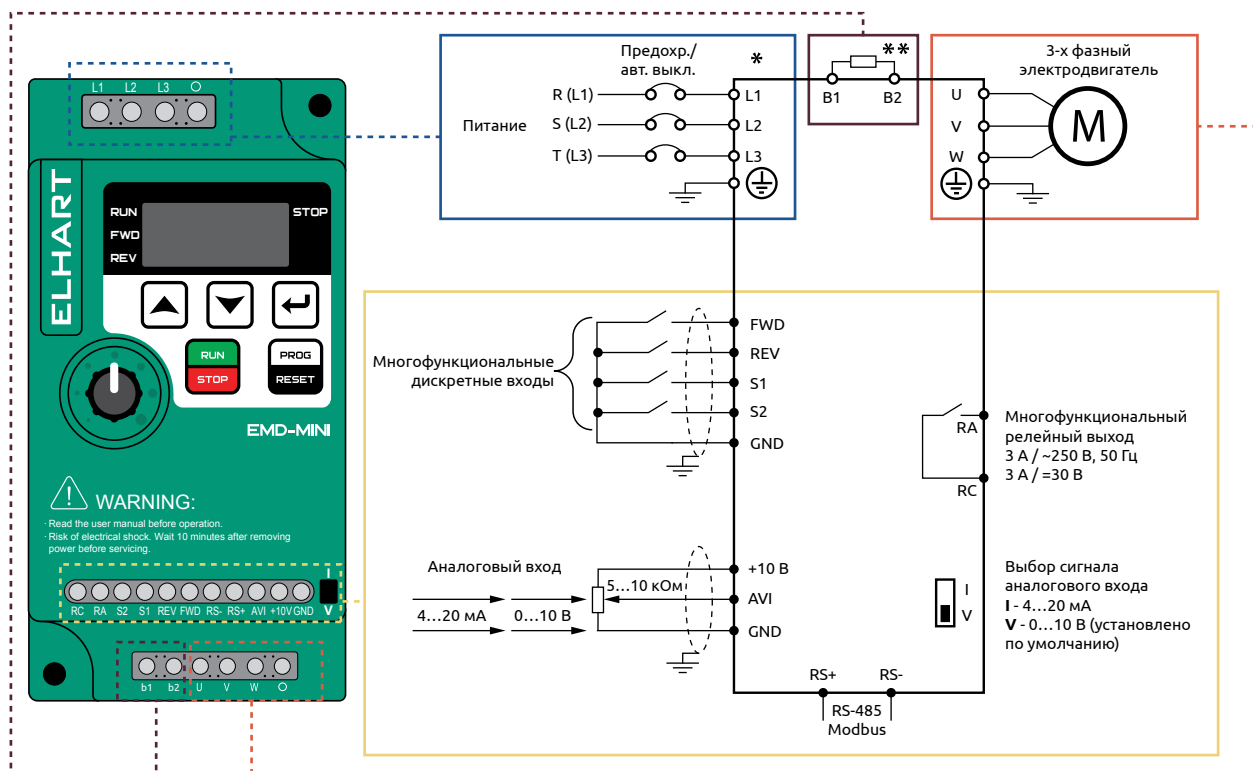 L1 L2 L3
ELHART
RUN
FWD
REV
STOP
RUN
STOP
PROG
RESET
EMD-MINI
WARNING:
· Read the user manual before operation.
· Risk of electrical shock. Wait 10 minutes after removing
power before servicing.
I
V
RC RA S2 S1 REV FWD RS- RS+ AVI +10V GND
b1 b2 U V W
Питание
Предохр./
авт. выкл.
*
R (L1)
S (L2)
T (L3)
L1
L2
L3
**
B1 B2
3-х фазный
электродвигатель
U
V
W
M
Многофункциональные
дискретные входы
FWD
REV
S1
S2
GND
RA
RC
Многофункциональный
релейный выход
3 А / ~250 В, 50 Гц
3 А / =30 В
Аналоговый вход
4...20 мА
0...10 В
5...10 кОм
+10 В
AVI
GND
I
V
Выбор сигнала
аналогового входа
I - 4...20 мА
V - 0...10 В (установлено
по умолчанию)
RS+ RS-
RS-485
Modbus